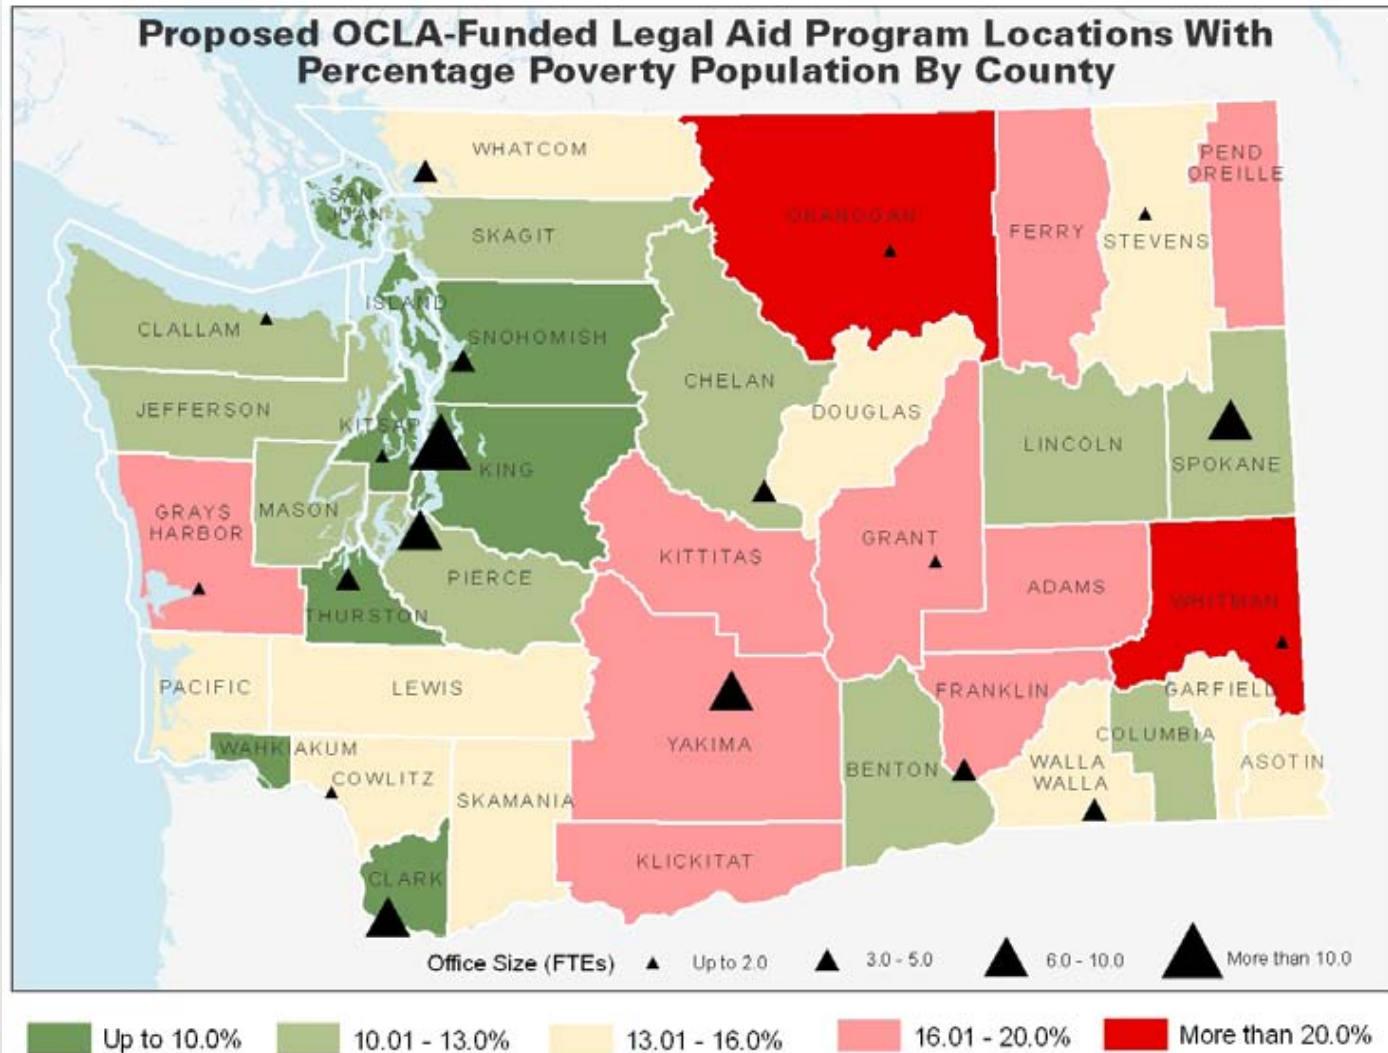 Proposed OCLA-Funded Legal Aid Program Locations With
Percentage Poverty Population By County
WHATCOM
SAN
JUAN
SKAGIT
OKANOGAN
FERRY
STEVENS
PEND
OREILLE
ISLAND
CLALLAM
SNOHOMISH
CHELAN
DOUGLAS
JEFFERSON
KITSAP
KING
LINCOLN
SPOKANE
GRAYS
HARBOR
MASON
GRANT
KITTITAS
PIERCE
ADAMS
WHITMAN
THURSTON
PACIFIC
LEWIS
FRANKLIN
GARFIELD
WAHKIAKUM
YAKIMA
COLUMBIA
COWLITZ
BENTON
WALLA
WALLA
ASOTIN
SKAMANIA
KLICKITAT
CLARK
Office Size (FTEs) Up to 2.0 3.0 - 5.0 6.0 - 10.0 More than 10.0
Up to 10.0% 10.01 - 13.0% 13.01 - 16.0% 16.01 - 20.0% More than 20.0%